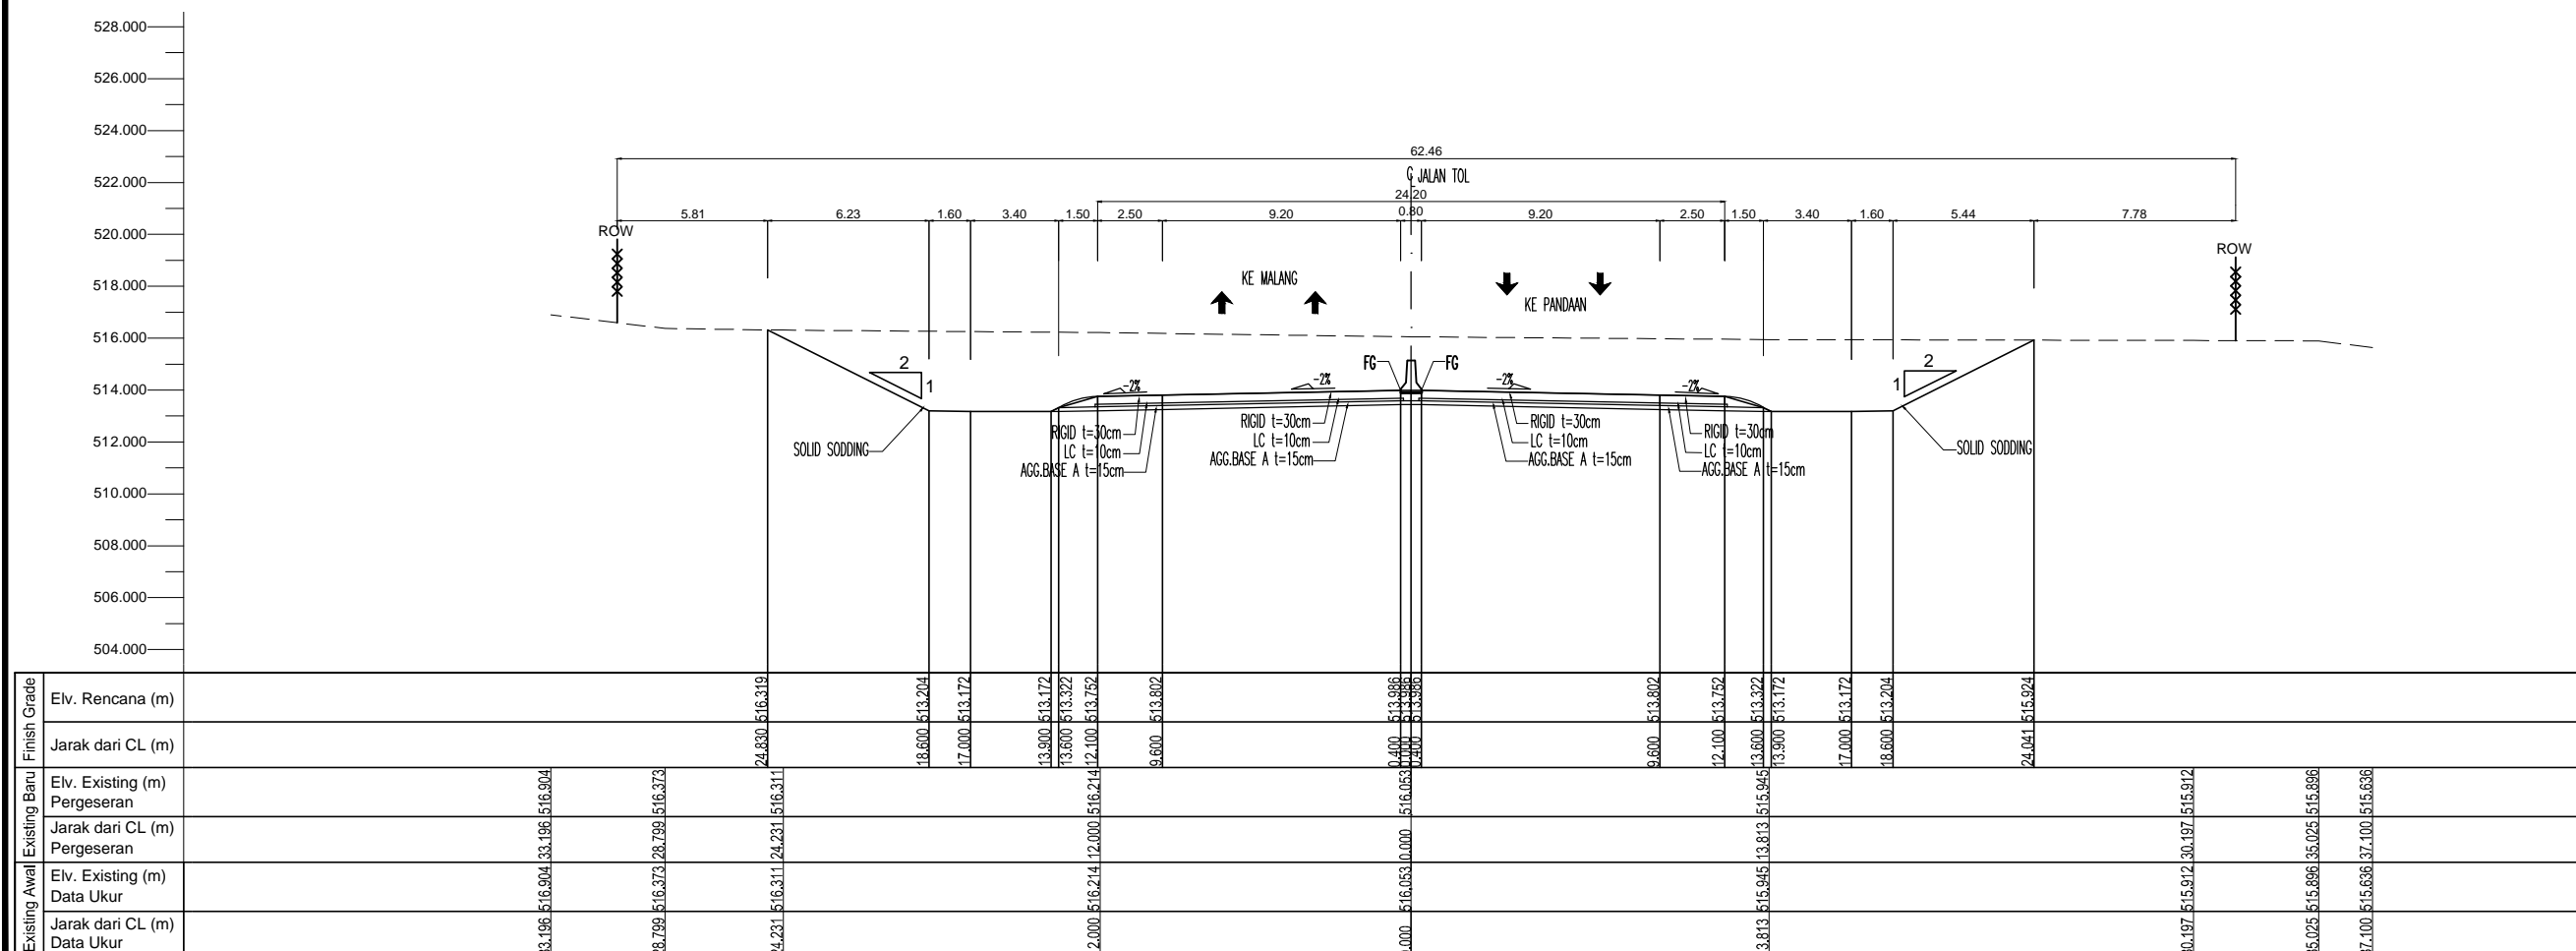 528.000
526.000
524.000
522.000
520.000
518.000
516.000
514.000
512.000
510.000
508.000
506.000
504.000
62.46
℄ JALAN TOL
24.20
5.81 6.23 1.60 3.40 1.50 2.50 9.20 0.80 9.20 2.50 1.50 3.40 1.60 5.44 7.78
ROW
ROW
KE MALANG
KE PANDAAN
FG FG
2
1
2
1
-2% -2% -2% -2%
SOLID SODDING
RIGID t=30cm
LC t=10cm
AGG.BASE A t=15cm
RIGID t=30cm
LC t=10cm
AGG.BASE A t=15cm
RIGID t=30cm
LC t=10cm
AGG.BASE A t=15cm
RIGID t=30cm
LC t=10cm
AGG.BASE A t=15cm
SOLID SODDING
Finish Grade
Elv. Rencana (m)
516.319 513.204 513.172 513.172 513.322 513.752 513.802 513.986 513.986 513.986 513.802 513.752 513.322 513.172 513.172 513.204 515.924
Jarak dari CL (m)
24.830 18.600 17.000 13.900 13.600 12.100 9.600 0.400 0.000 0.400 9.600 12.100 13.600 13.900 17.000 18.600 24.041
Existing Baru
Elv. Existing (m)
Pergeseran
516.904 516.373 516.311 516.214 516.053 515.945 515.912 515.896 515.636
Jarak dari CL (m)
Pergeseran
33.196 28.799 24.231 12.000 0.000 13.813 30.197 35.025 37.100
Existing Awal
Elv. Existing (m)
Data Ukur
516.904 516.373 516.311 516.214 516.053 515.945 515.912 515.896 515.636
Jarak dari CL (m)
Data Ukur